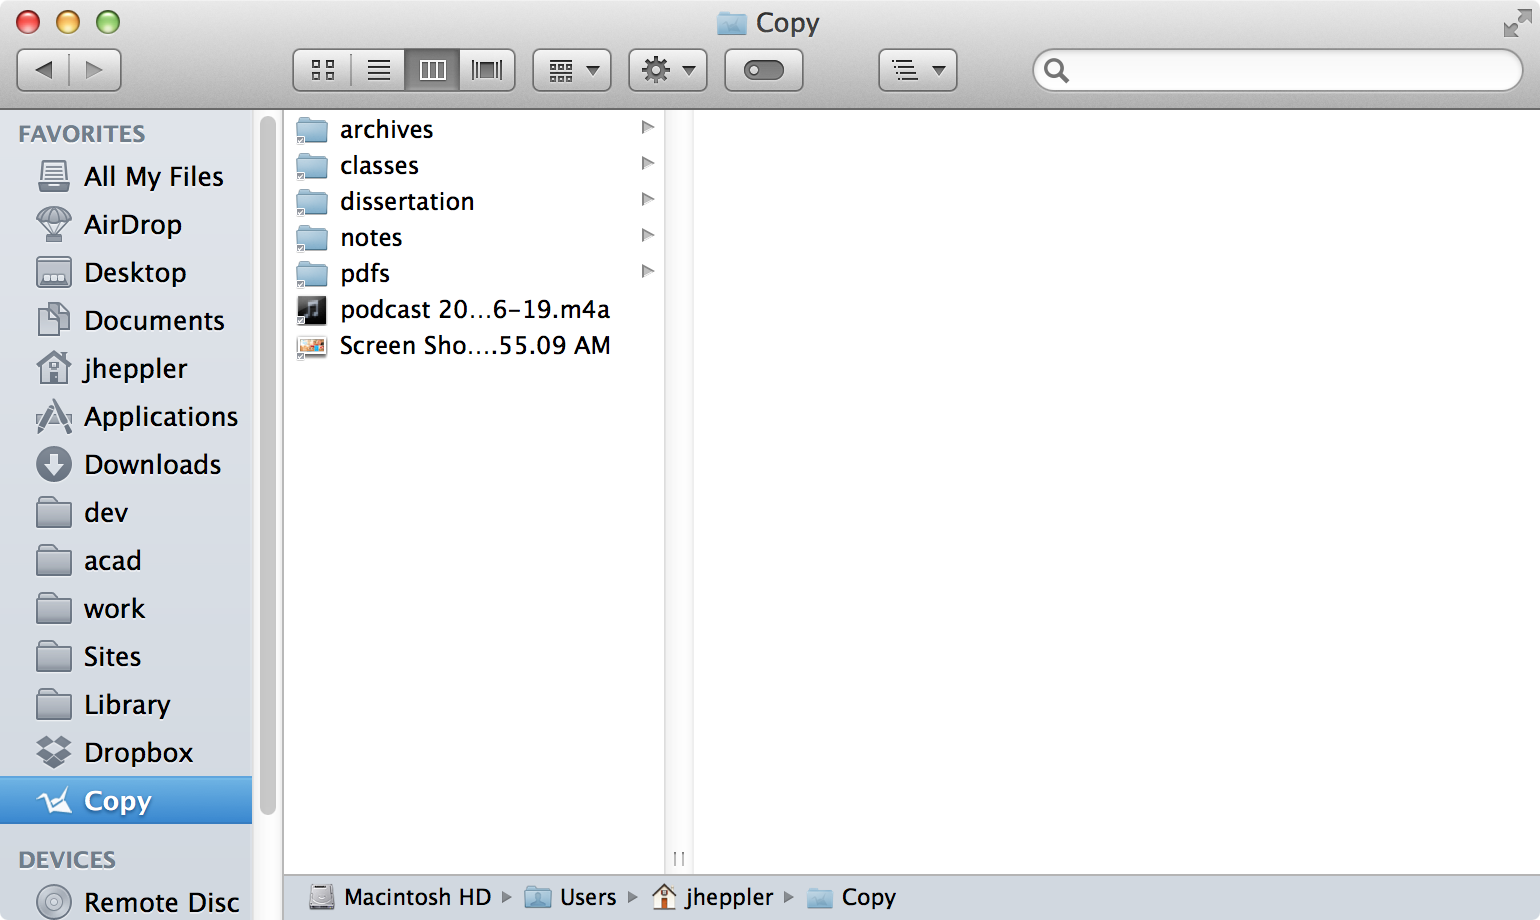 Copy
FAVORITES
All My Files
AirDrop
Desktop
Documents
jheppler
Applications
Downloads
dev
acad
work
Sites
Library
Dropbox
Copy
DEVICES
Remote Disc
archives
classes
dissertation
notes
pdfs
podcast 20...6-19.m4a
Screen Sho....55.09 AM
Macintosh HD Users jheppler Copy